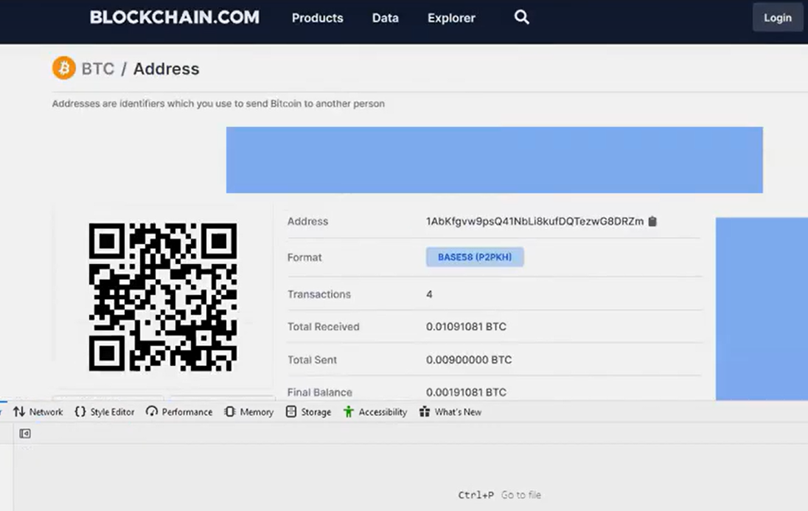 BLOCKCHAIN.COM Products Data Explorer Login
BTC / Address
Addresses are identifiers which you use to send Bitcoin to another person
Address 1AbKfgvw9psQ41NbLi8kufDQTezwG8DRZm
Format BASE58 (P2PKH)
Transactions 4
Total Received 0.01091081 BTC
Total Sent 0.00900000 BTC
Final Balance 0.00191081 BTC
Network {} Style Editor Performance Memory Storage Accessibility What's New
Ctrl+P Go to file